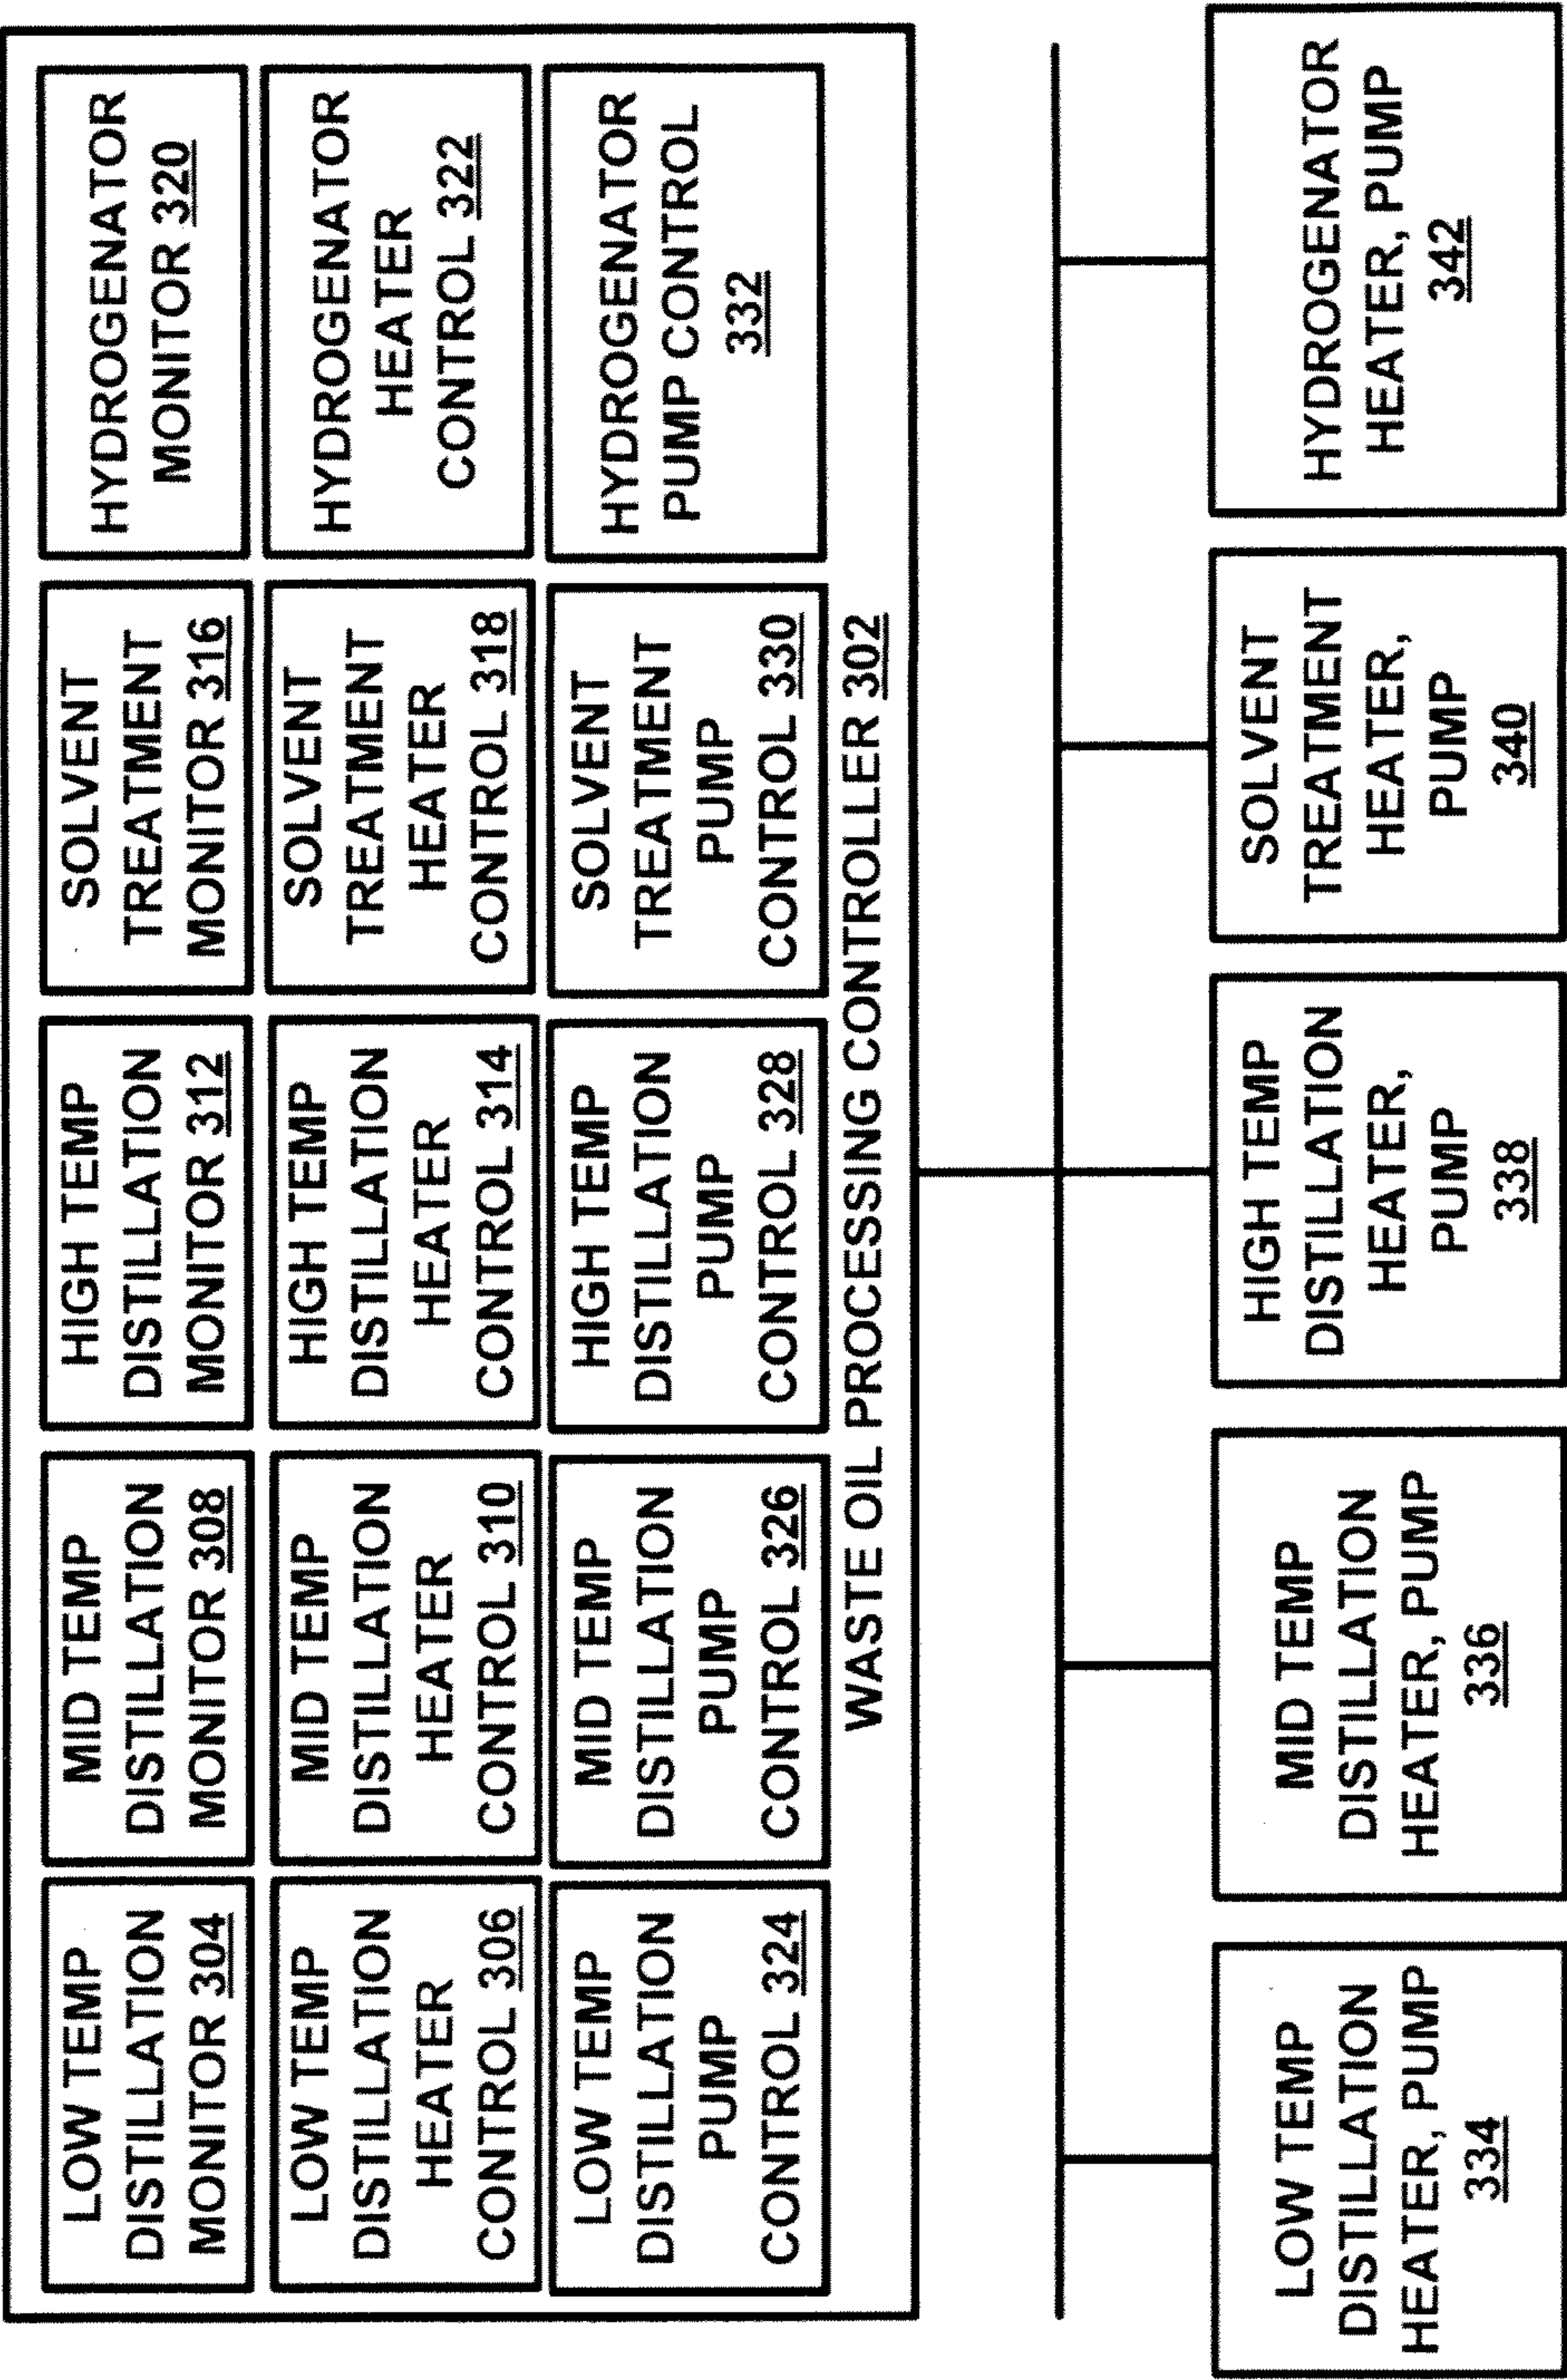 LOW TEMP
DISTILLATION
MONITOR 304
MID TEMP
DISTILLATION
MONITOR 308
HIGH TEMP
DISTILLATION
MONITOR 312
SOLVENT
TREATMENT
MONITOR 316
HYDROGENATOR
MONITOR 320
LOW TEMP
DISTILLATION
HEATER
CONTROL 306
MID TEMP
DISTILLATION
HEATER
CONTROL 310
HIGH TEMP
DISTILLATION
HEATER
CONTROL 314
SOLVENT
TREATMENT
HEATER
CONTROL 318
HYDROGENATOR
HEATER
CONTROL 322
LOW TEMP
DISTILLATION
PUMP
CONTROL 324
MID TEMP
DISTILLATION
PUMP
CONTROL 326
HIGH TEMP
DISTILLATION
PUMP
CONTROL 328
SOLVENT
TREATMENT
PUMP
CONTROL 330
HYDROGENATOR
PUMP CONTROL
332
WASTE OIL PROCESSING CONTROLLER 302
LOW TEMP
DISTILLATION
HEATER, PUMP
334
MID TEMP
DISTILLATION
HEATER, PUMP
336
HIGH TEMP
DISTILLATION
HEATER,
PUMP
338
SOLVENT
TREATMENT
HEATER,
PUMP
340
HYDROGENATOR
HEATER, PUMP
342